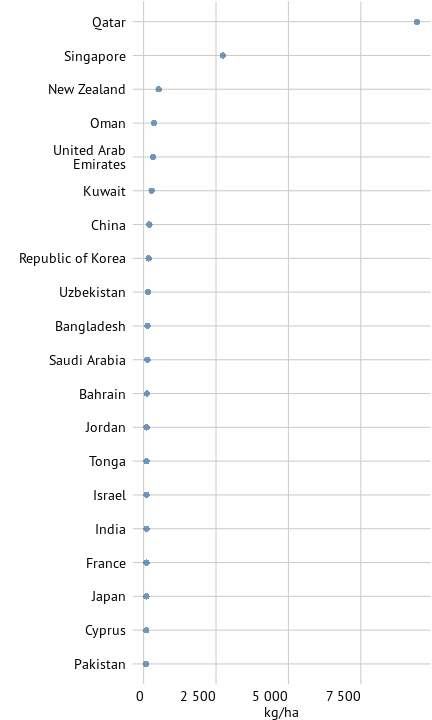 Qatar
Singapore
New Zealand
Oman
United Arab
Emirates
Kuwait
China
Republic of Korea
Uzbekistan
Bangladesh
Saudi Arabia
Bahrain
Jordan
Tonga
Israel
India
France
Japan
Cyprus
Pakistan
0 2 500 5 000 7 500
kg/ha